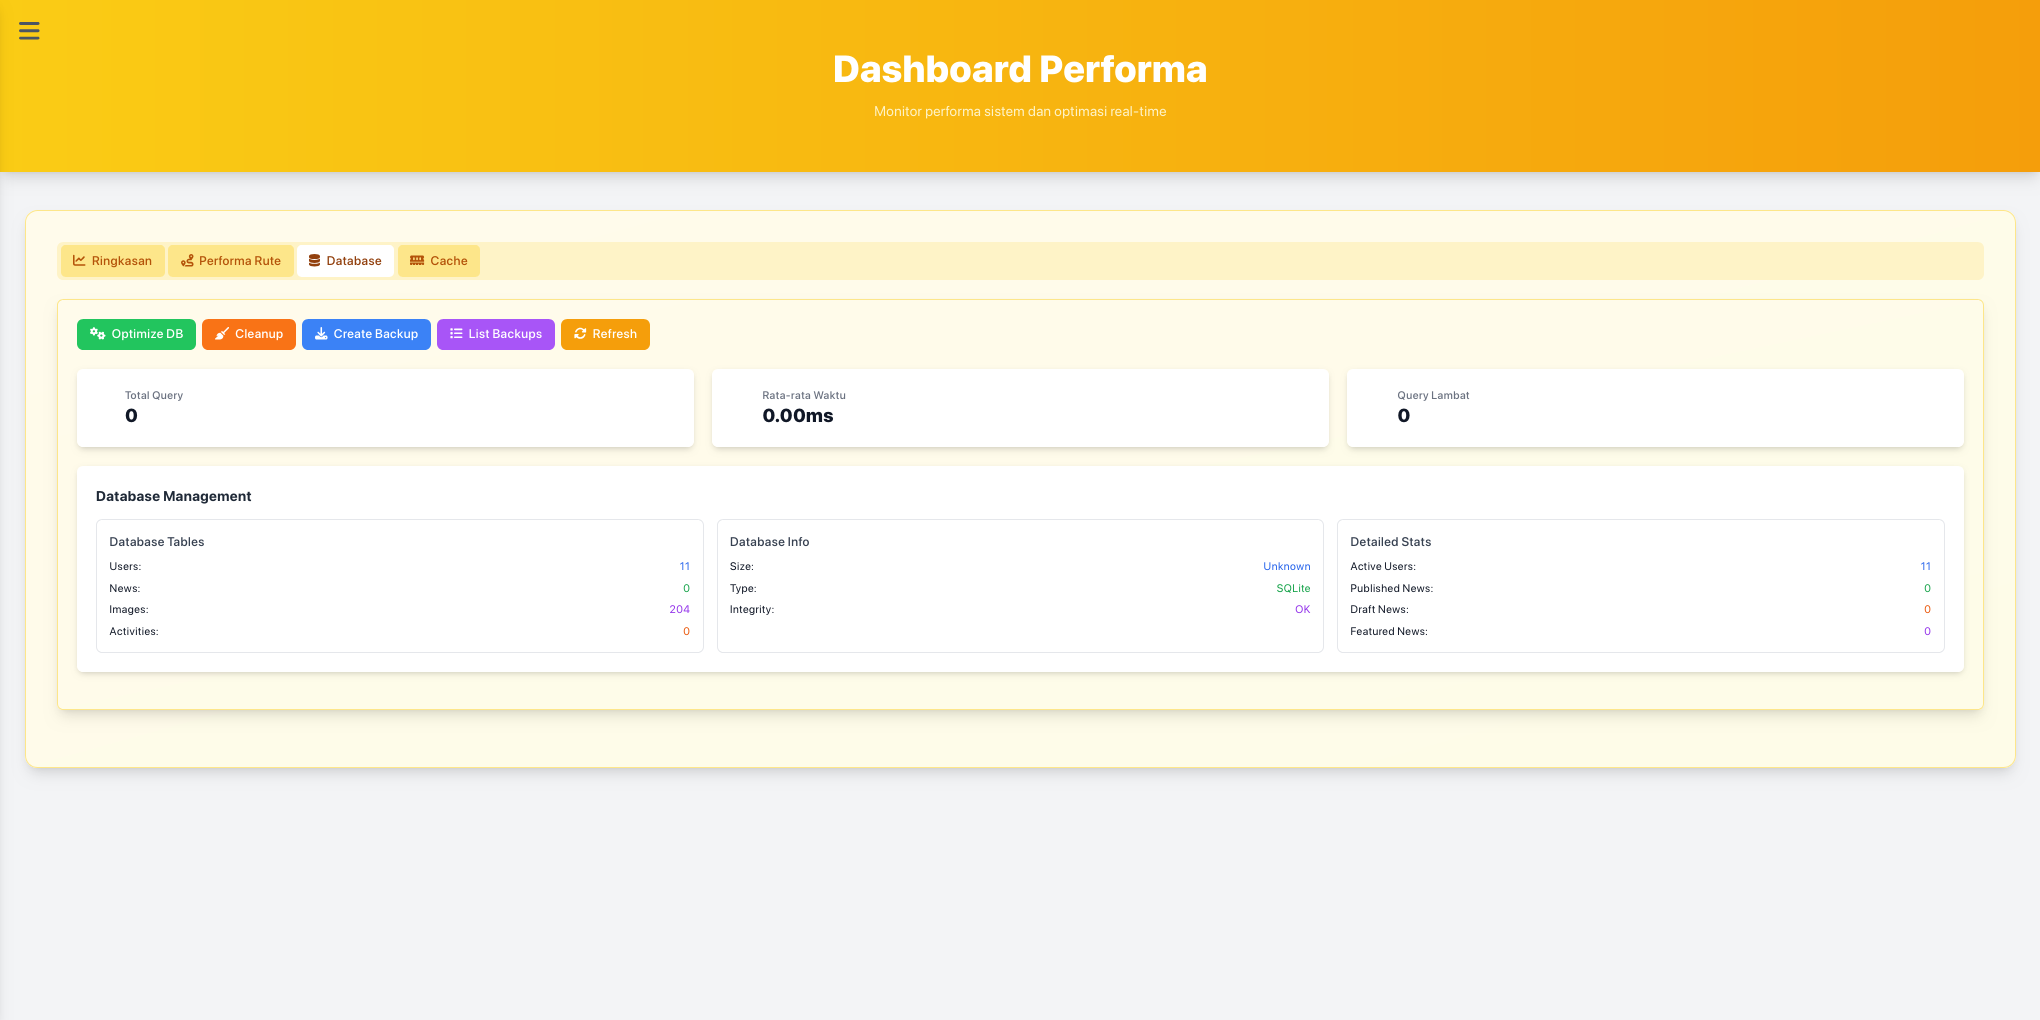 Dashboard Performa
Monitor performa sistem dan optimasi real-time
Ringkasan Performa Rute Database Cache
Optimize DB Cleanup Create Backup List Backups Refresh
Total Query
0
Rata-rata Waktu
0.00ms
Query Lambat
0
Database Management
Database Tables
Users: 11
News: 0
Images: 204
Activities: 0
Database Info
Size: Unknown
Type: SQLite
Integrity: OK
Detailed Stats
Active Users: 11
Published News: 0
Draft News: 0
Featured News: 0